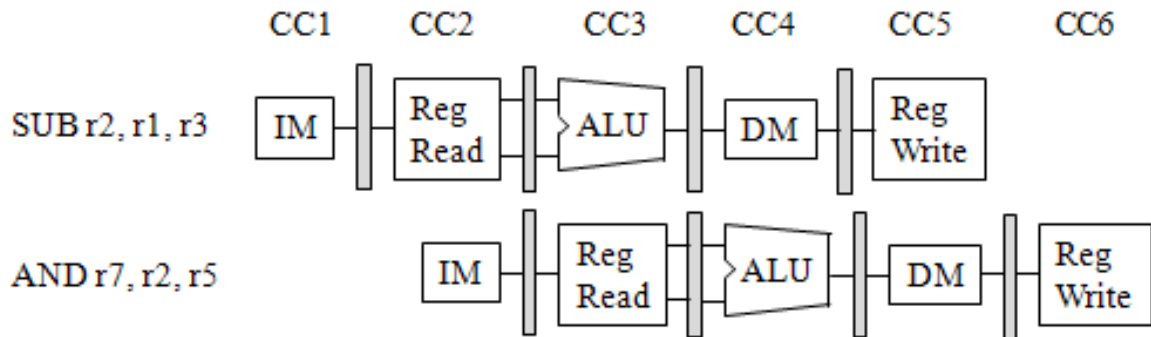 CC1 CC2 CC3 CC4 CC5 CC6
SUB r2, r1, r3
IM
Reg
Read
ALU
DM
Reg
Write
AND r7, r2, r5
IM
Reg
Read
ALU
DM
Reg
Write